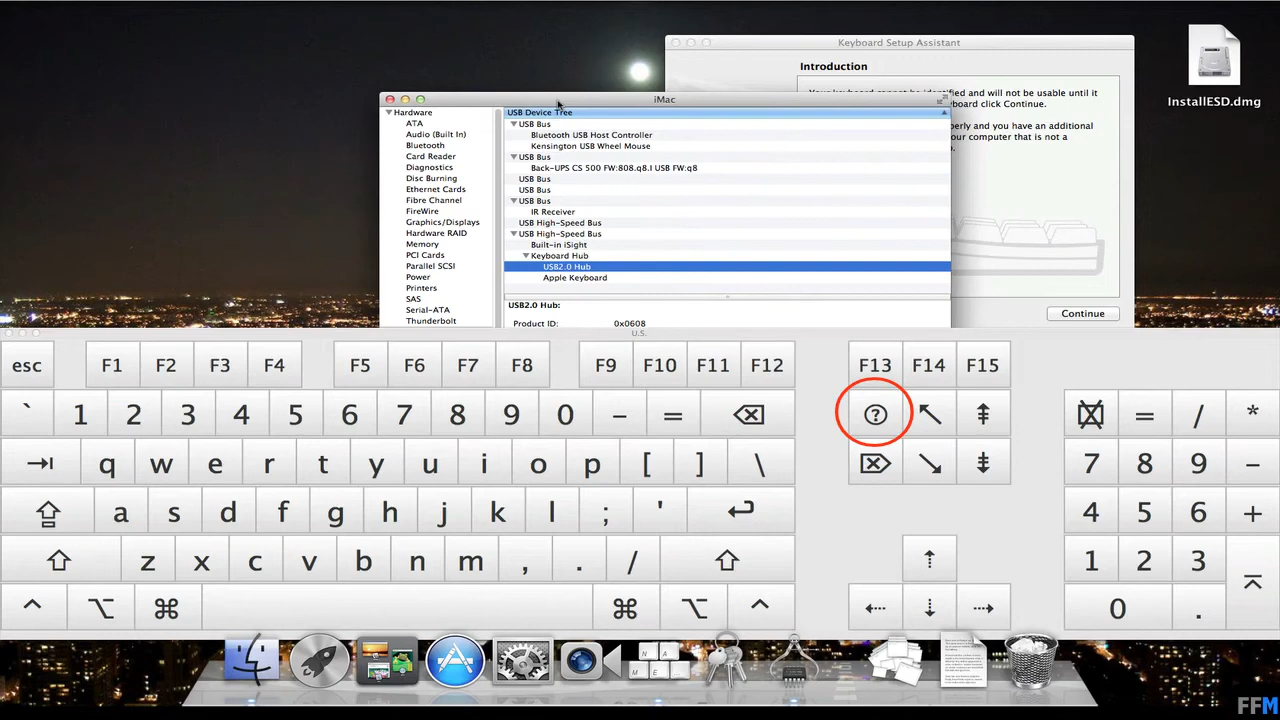 Keyboard Setup Assistant
Introduction
Your keyboard cannot be identified and will not be usable until it
board click Continue.
perly and you have an additional
our computer that is not a
InstallESD.dmg
iMac
Hardware
ATA
Audio (Built In)
Bluetooth
Card Reader
Diagnostics
Disc Burning
Ethernet Cards
Fibre Channel
FireWire
Graphics/Displays
Hardware RAID
Memory
PCI Cards
Parallel SCSI
Power
Printers
SAS
Serial-ATA
Thunderbolt
USB Device Tree
USB Bus
Bluetooth USB Host Controller
Kensington USB Wheel Mouse
USB Bus
Back-UPS CS 500 FW:808.q8.I USB FW:q8
USB Bus
USB Bus
USB Bus
IR Receiver
USB High-Speed Bus
USB High-Speed Bus
Built-in iSight
Keyboard Hub
USB2.0 Hub
Apple Keyboard
USB2.0 Hub:
Product ID: 0x0608
Continue
U.S.
esc F1 F2 F3 F4 F5 F6 F7 F8 F9 F10 F11 F12 F13 F14 F15
` 1 2 3 4 5 6 7 8 9 0 - = ? = / *
q w e r t y u i o p [ ] \ 7 8 9 -
a s d f g h j k l ; ' 4 5 6 +
z x c v b n m , . / 1 2 3
0 .
N A
M E ...
FFM